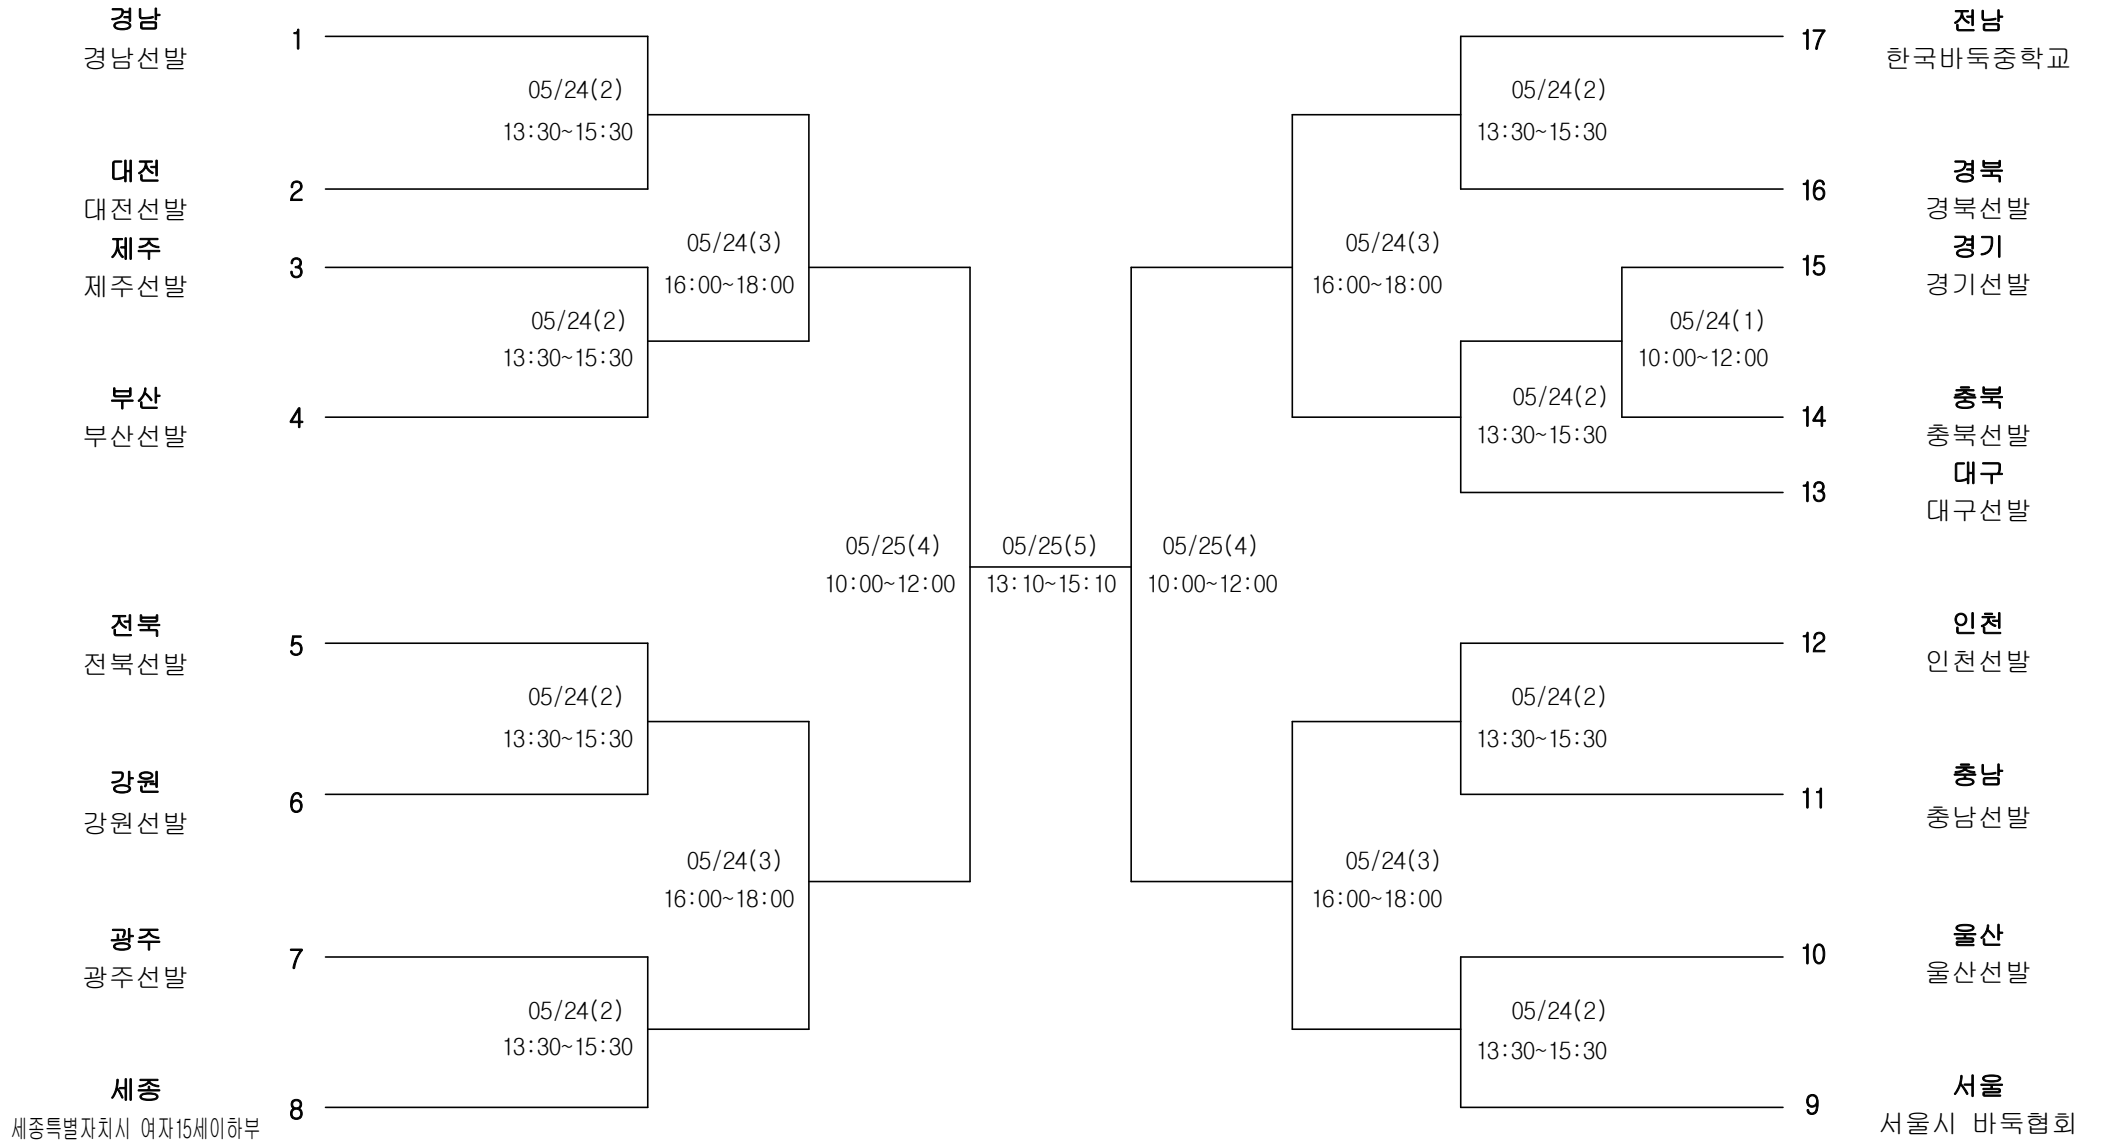 경남
1
경남선발
05/24(2)
13:30~15:30
대전
2
대전선발
제주
3
제주선발
05/24(3)
16:00~18:00
05/24(2)
13:30~15:30
부산
4
부산선발
05/25(4)
10:00~12:00
전북
5
전북선발
05/24(2)
13:30~15:30
강원
6
강원선발
05/24(3)
16:00~18:00
광주
7
광주선발
05/24(2)
13:30~15:30
세종
8
세종특별자치시 여자15세이하부
05/25(5)
13:10~15:10
전남
17
한국바둑중학교
05/24(2)
13:30~15:30
경북
16
경북선발
05/24(3)
16:00~18:00
경기
15
경기선발
05/24(1)
10:00~12:00
05/24(2)
13:30~15:30
충북
14
충북선발
대구
13
대구선발
05/25(4)
10:00~12:00
인천
12
인천선발
05/24(2)
13:30~15:30
충남
11
충남선발
05/24(3)
16:00~18:00
울산
10
울산선발
05/24(2)
13:30~15:30
서울
9
서울시 바둑협회